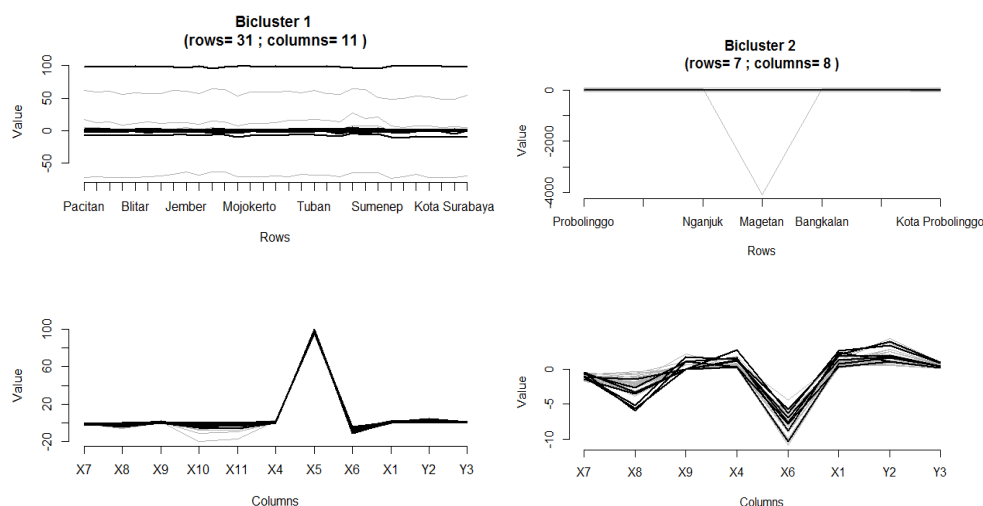 Bicluster 1
(rows= 31 ; columns= 11 )
Value
100
50
0
-50
Pacitan Blitar Jember Mojokerto Tuban Sumenep Kota Surabaya
Rows
Bicluster 2
(rows= 7 ; columns= 8 )
Value
0
-2000
-4000
Probolinggo Nganjuk Magetan Bangkalan Kota Probolinggo
Rows
Value
100
60
20
-20
X7 X8 X9 X10 X11 X4 X5 X6 X1 Y2 Y3
Columns
Value
0
-5
-10
X7 X8 X9 X4 X6 X1 Y2 Y3
Columns